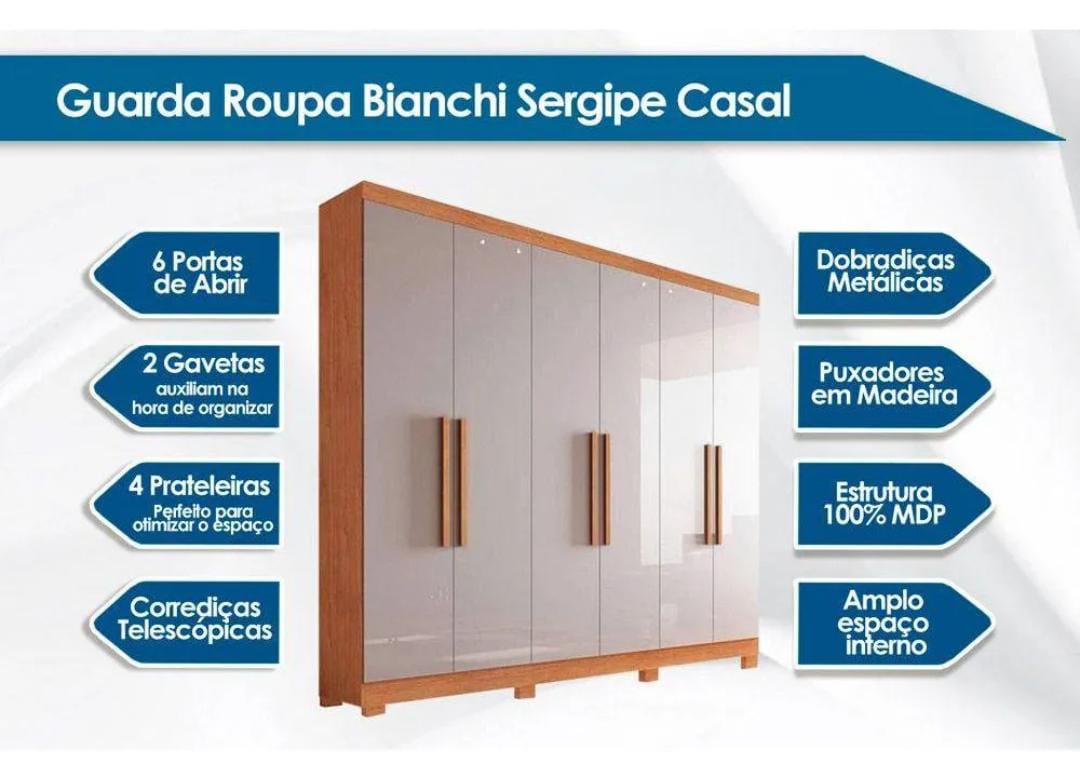 Guarda Roupa Bianchi Sergipe Casal
6 Portas
de Abrir
2 Gavetas
auxiliam na
hora de organizar
4 Prateleiras
Perfeito para
otimizar o espaço
Corrediças
Telescópicas
Dobradiças
Metálicas
Puxadores
em Madeira
Estrutura
100% MDP
Amplo
espaço
interno